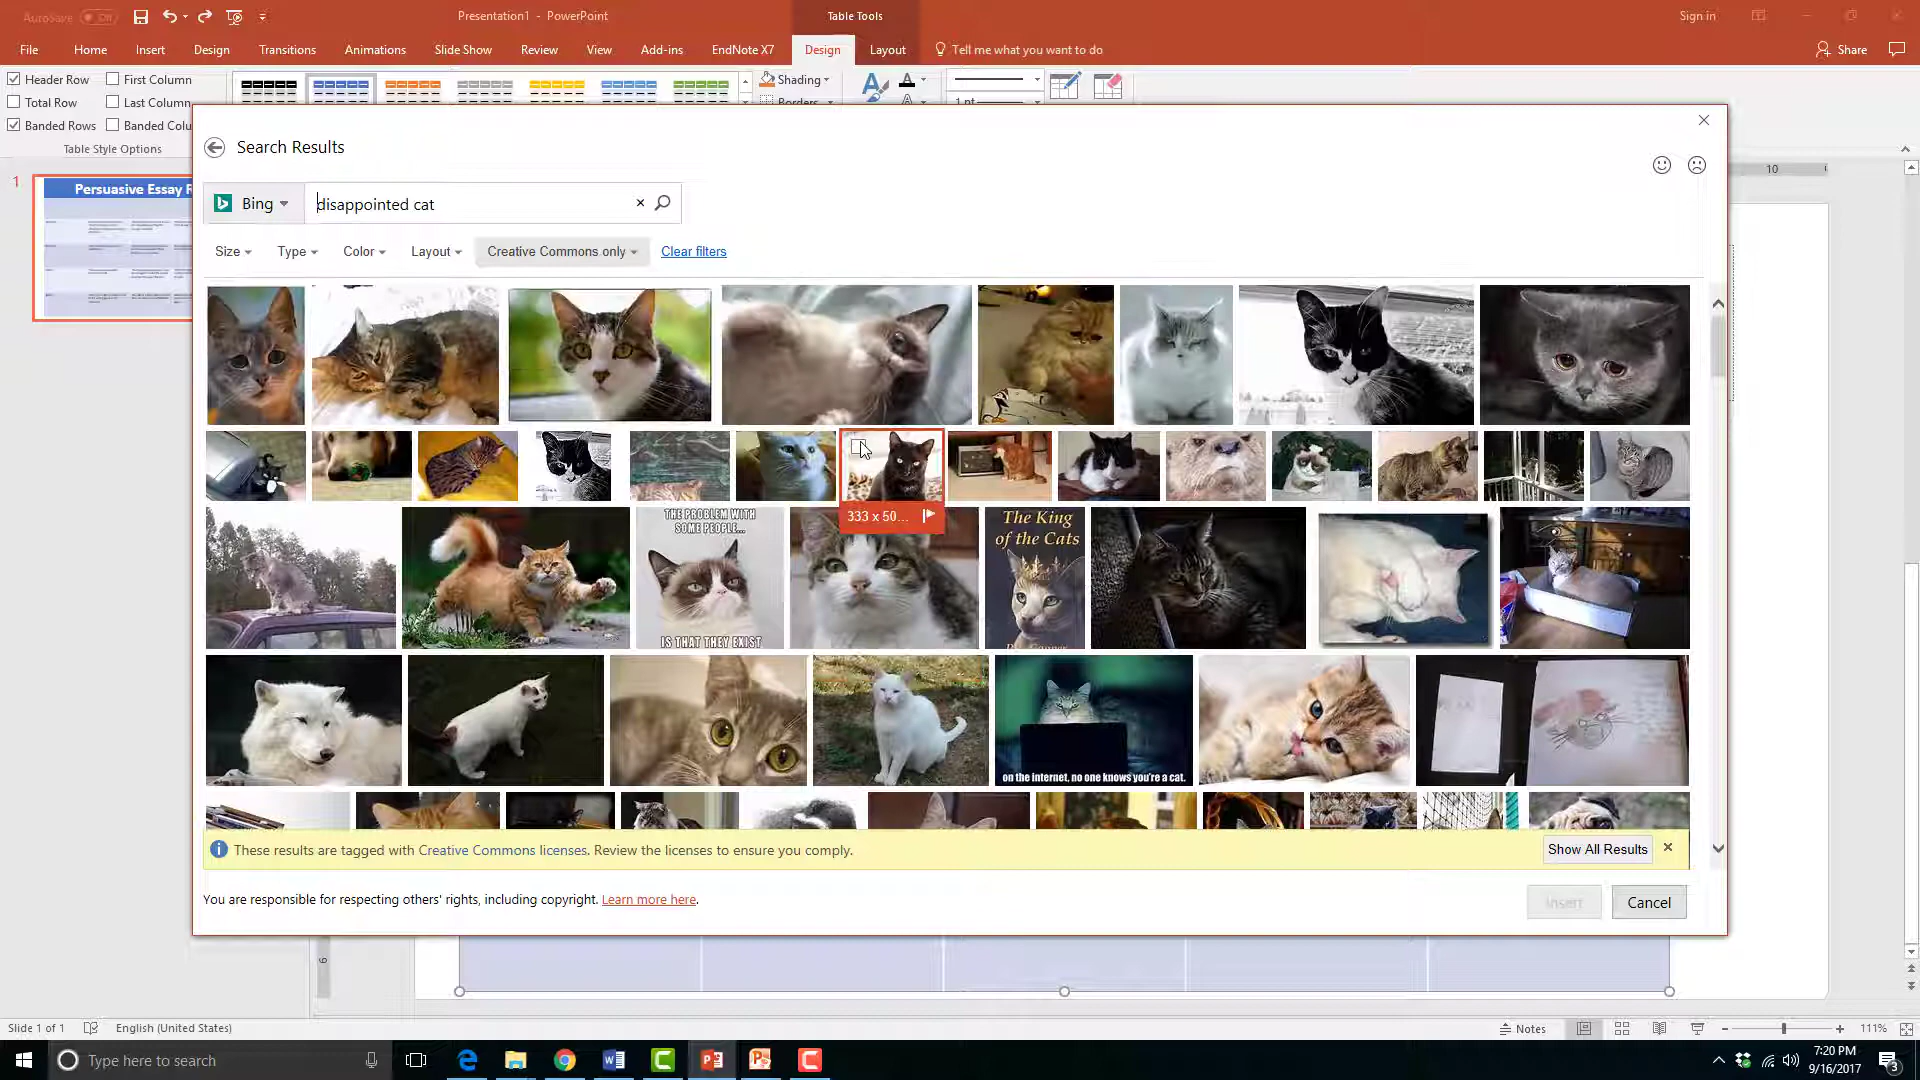 AutoSave Off
Presentation1 - PowerPoint
Table Tools
Sign in
File Home Insert Design Transitions Animations Slide Show Review View Add-ins EndNote X7 Design Layout Tell me what you want to do Share
Header Row First Column
Total Row Last Column
Banded Rows Banded Colu
Table Style Options
Shading
Borders
1 pt
Search Results
Bing disappointed cat
Size Type Color Layout Creative Commons only Clear filters
10
1
Persuasive Essay R
333 x 50...
THE PROBLEM WITH
SOME PEOPLE...
IS THAT THEY EXIST
The King
of the Cats
on the internet, no one knows you're a cat.
These results are tagged with Creative Commons licenses. Review the licenses to ensure you comply.
Show All Results
You are responsible for respecting others' rights, including copyright. Learn more here.
Insert Cancel
Slide 1 of 1 English (United States) Notes 111%
Type here to search
7:20 PM
9/16/2017
3